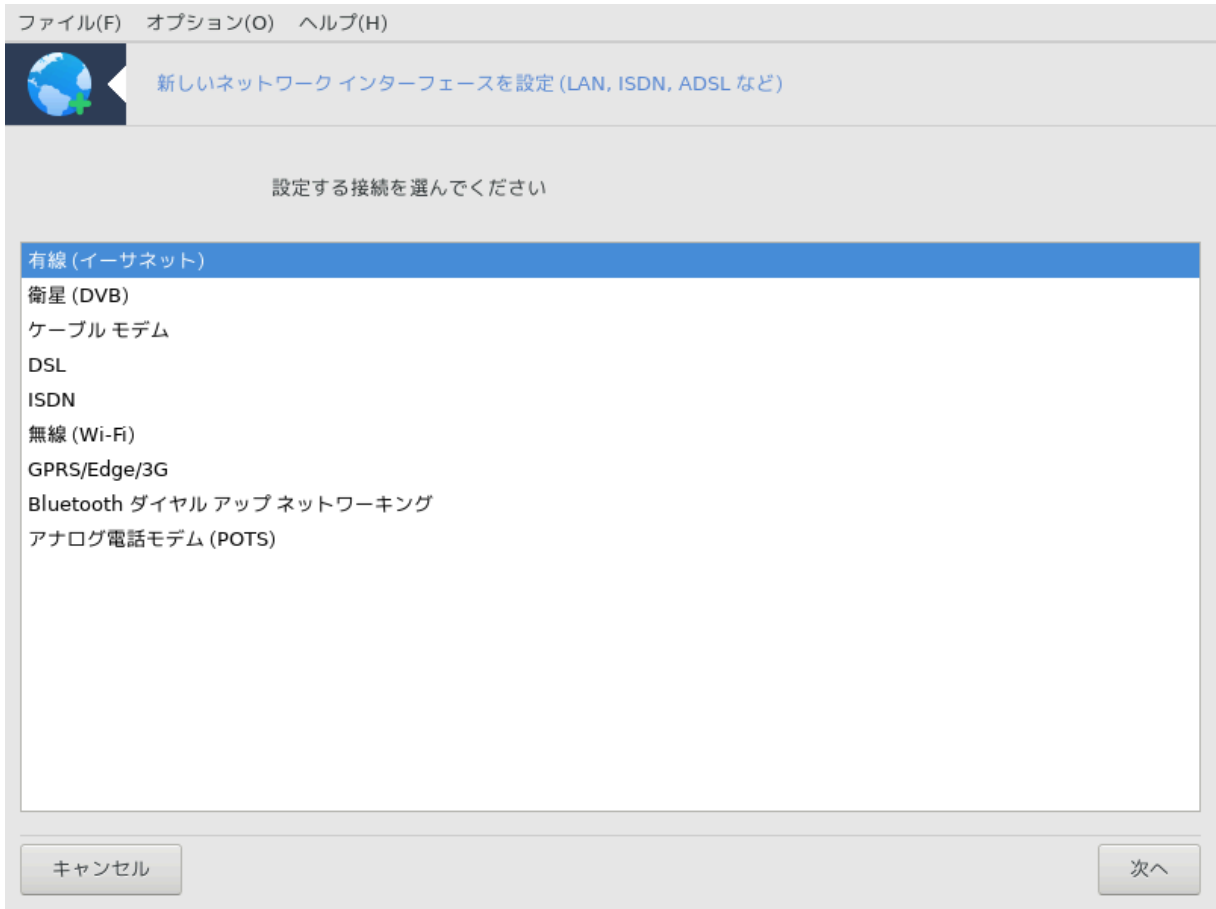 ファイル(F) オプション(O) ヘルプ(H)
新しいネットワーク インターフェースを設定 (LAN, ISDN, ADSL など)
設定する接続を選んでください
有線 (イーサネット)
衛星 (DVB)
ケーブル モデム
DSL
ISDN
無線 (Wi-Fi)
GPRS/Edge/3G
Bluetooth ダイヤル アップ ネットワーキング
アナログ電話モデム (POTS)
キャンセル 次へ